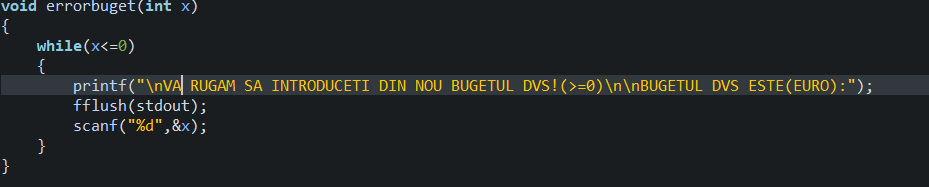 void errorbuget(int x)
{
    while(x<=0)
    {
        printf("\nVA RUGAM SA INTRODUCETI DIN NOU BUGETUL DVS!(>=0)\n\nBUGETUL DVS ESTE(EURO):");
        fflush(stdout);
        scanf("%d",&x);
    }
}